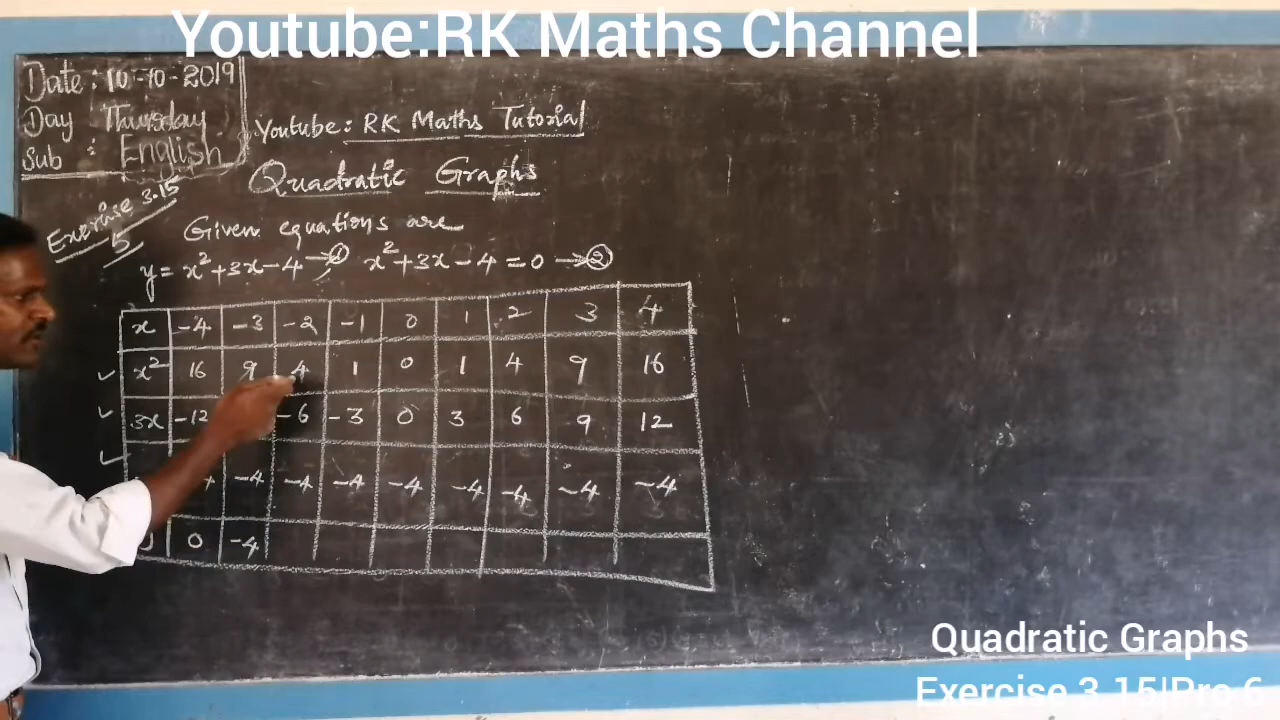 Youtube:RK Maths Channel
Date : 10-10-2019
Day : Thursday
Sub : English
Youtube: RK Maths Tutorial
Quadratic Graphs
Exercise 3.15
5
Given equations are
y = x²+3x-4 →① x²+3x-4=0 →②
x -4 -3 -2 -1 0 1 2 3 4
x² 16 9 4 1 0 1 4 9 16
3x -12 -6 -3 0 3 6 9 12
-4 -4 -4 -4 -4 -4 -4 -4
0 -4
Quadratic Graphs
Exercise 3.15|Pro 6